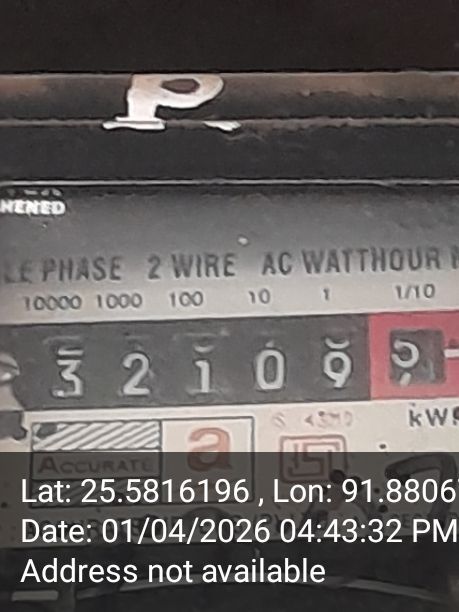 P
HENED
LE PHASE 2 WIRE AC WATTHOUR
10000 1000 100 10 1 1/10
3 2 1 0 9
kW
a
ACCURATE
Lat: 25.5816196 , Lon: 91.8806
Date: 01/04/2026 04:43:32 PM
Address not available